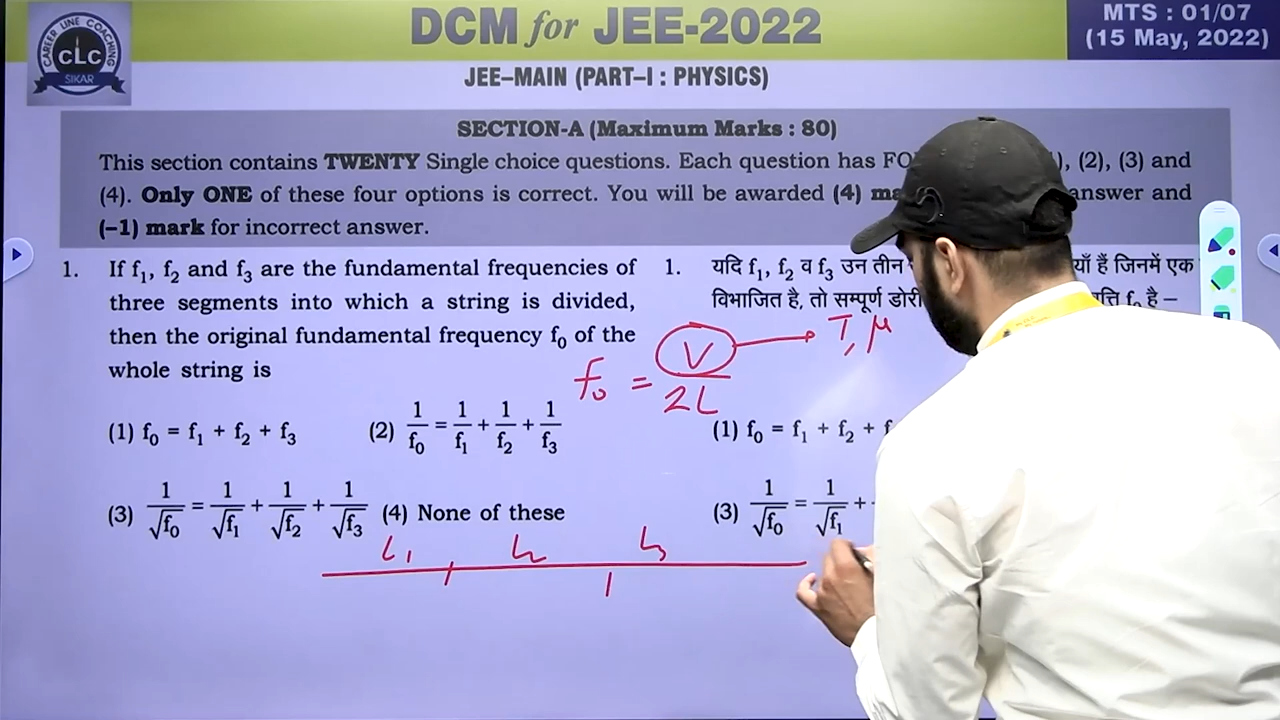 DCM for JEE-2022
MTS : 01/07
(15 May, 2022)
CAREER LINE COACHING
CLC
SIKAR
JEE–MAIN (PART–I : PHYSICS)
SECTION-A (Maximum Marks : 80)
This section contains TWENTY Single choice questions. Each question has FO ), (2), (3) and
(4). Only ONE of these four options is correct. You will be awarded (4) ma answer and
(–1) mark for incorrect answer.
1. If f₁, f₂ and f₃ are the fundamental frequencies of
three segments into which a string is divided,
then the original fundamental frequency f₀ of the
whole string is
(1) f₀ = f₁ + f₂ + f₃ (2) 1/f₀ = 1/f₁ + 1/f₂ + 1/f₃
(3) 1/√f₀ = 1/√f₁ + 1/√f₂ + 1/√f₃ (4) None of these
1. यदि f₁, f₂ व f₃ उन तीन याँ हैं जिनमें एक
विभाजित है, तो सम्पूर्ण डोरी त्ति f₀ है –
(1) f₀ = f₁ + f₂ + f
(3) 1/√f₀ = 1/√f₁ +
f₀ = V/2L → T, μ
L₁ L₂ L₃